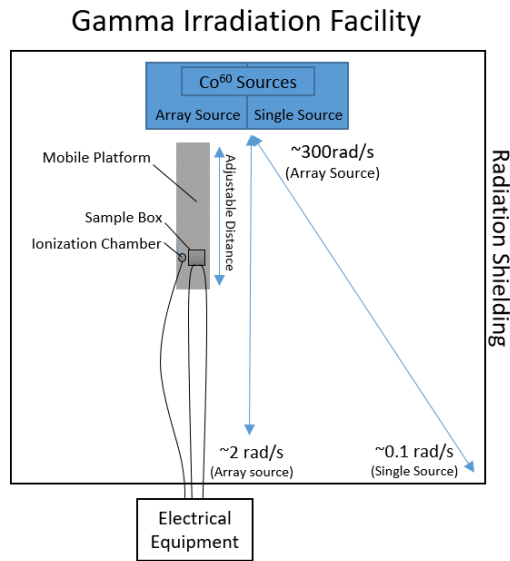 Gamma Irradiation Facility
Co⁶⁰ Sources
Array Source
Single Source
~300rad/s
(Array Source)
Mobile Platform
Adjustable Distance
Sample Box
Ionization Chamber
Radiation Shielding
~2 rad/s
(Array source)
~0.1 rad/s
(Single Source)
Electrical
Equipment